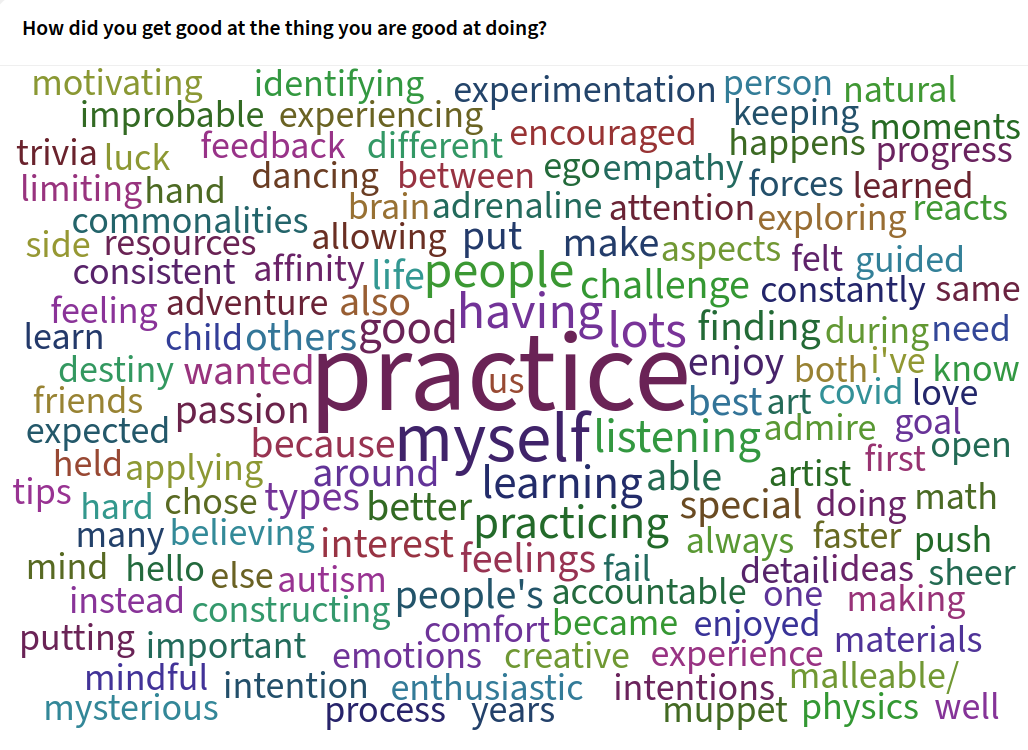 How did you get good at the thing you are good at doing?
motivating identifying experimentation person natural
improbable experiencing keeping moments
trivia luck feedback different encouraged happens progress
limiting hand dancing between ego empathy forces learned
commonalities brain adrenaline attention exploring reacts
side resources allowing put make aspects felt guided
consistent affinity life people challenge constantly same
feeling adventure also having lots finding during need
learn child others good practice us enjoy both i've know
destiny wanted best art covid love
friends passion myself listening admire goal
expected because around learning able artist first open
held applying types better practicing special doing math
tips hard chose always faster push
many believing interest feelings fail detail ideas sheer
mind hello else autism people's accountable one making
instead constructing comfort became enjoyed materials
putting important emotions creative experience malleable/
mindful intention enthusiastic intentions
mysterious process years muppet physics well